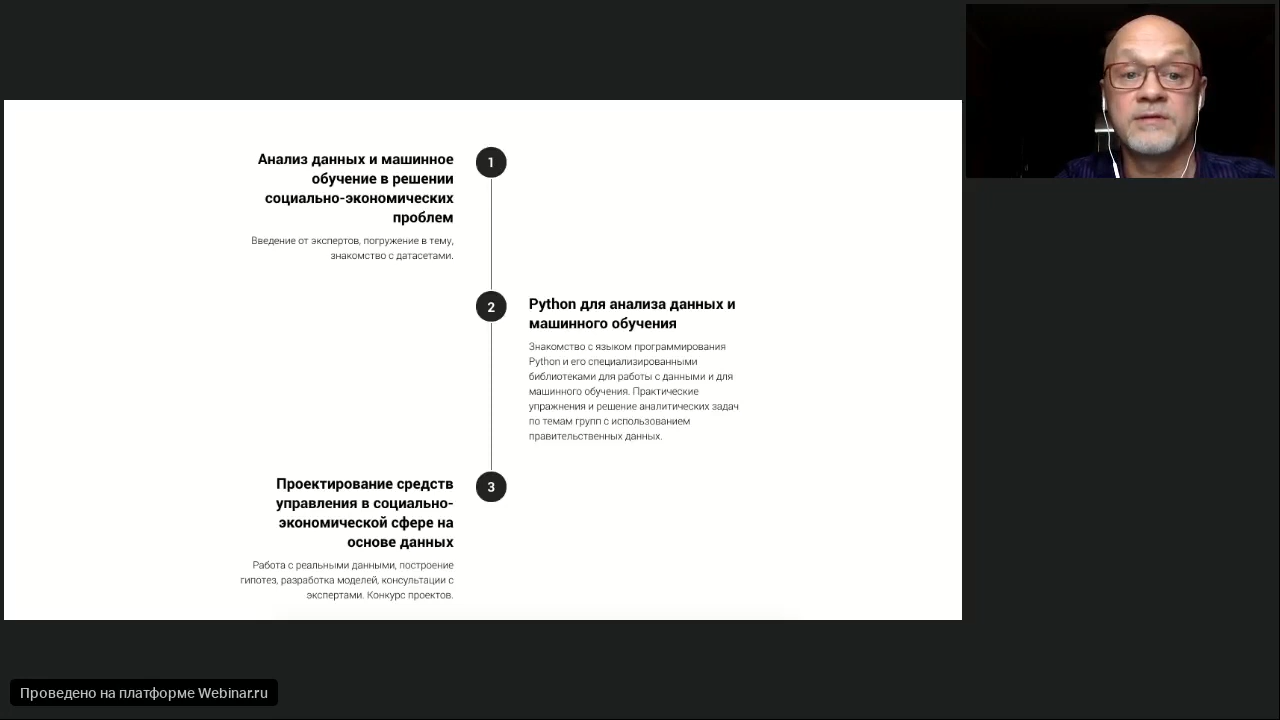 Анализ данных и машинное
обучение в решении
социально-экономических
проблем
1
Введение от экспертов, погружение в тему,
знакомство с датасетами.
2
Python для анализа данных и
машинного обучения
Знакомство с языком программирования
Python и его специализированными
библиотеками для работы с данными и для
машинного обучения. Практические
упражнения и решение аналитических задач
по темам групп с использованием
правительственных данных.
Проектирование средств
управления в социально-
экономической сфере на
основе данных
3
Работа с реальными данными, построение
гипотез, разработка моделей, консультации с
экспертами. Конкурс проектов.
Проведено на платформе Webinar.ru